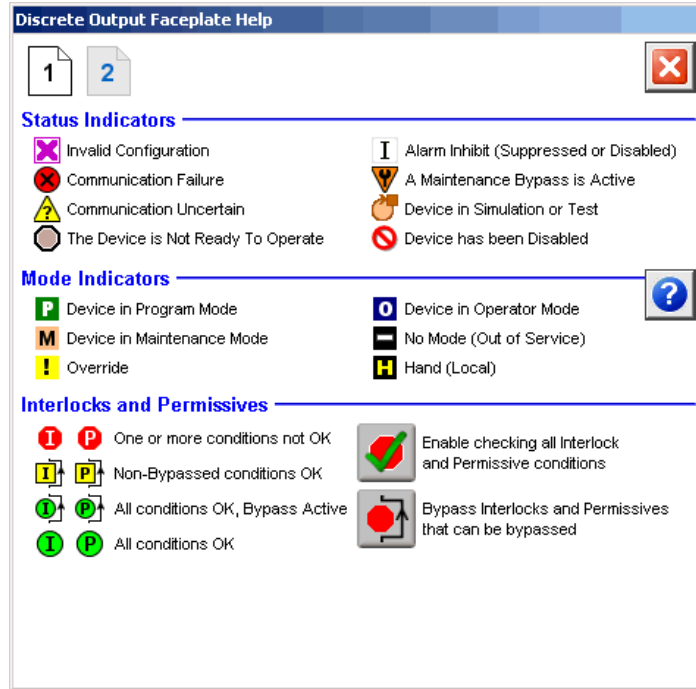 Discrete Output Faceplate Help
1 2
Status Indicators
Invalid Configuration
I Alarm Inhibit (Suppressed or Disabled)
Communication Failure
A Maintenance Bypass is Active
? Communication Uncertain
Device in Simulation or Test
The Device is Not Ready To Operate
Device has been Disabled
Mode Indicators
?
P Device in Program Mode
O Device in Operator Mode
M Device in Maintenance Mode
No Mode (Out of Service)
! Override
H Hand (Local)
Interlocks and Permissives
I P One or more conditions not OK
I P Non-Bypassed conditions OK
I P All conditions OK, Bypass Active
I P All conditions OK
Enable checking all Interlock
and Permissive conditions
Bypass Interlocks and Permissives
that can be bypassed